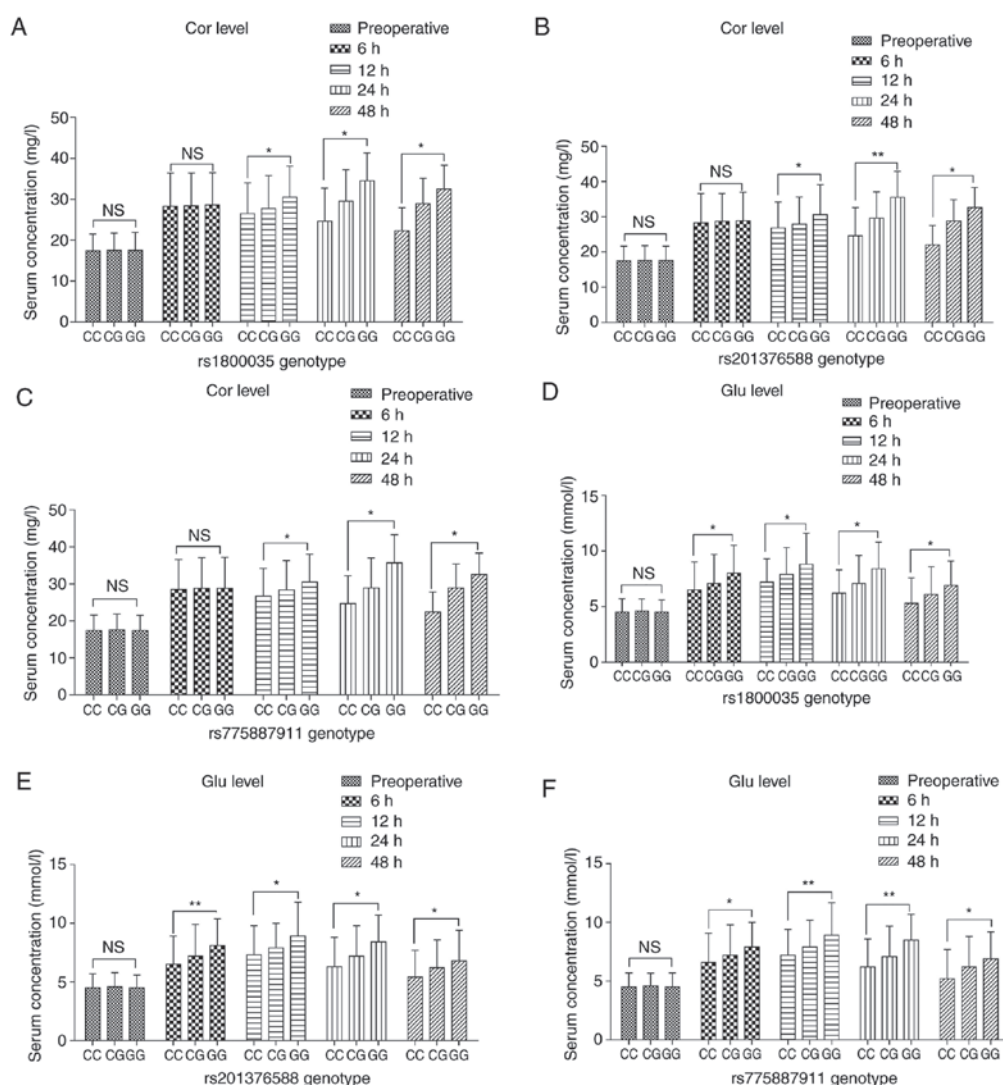 A
Cor level
Preoperative
6 h
12 h
24 h
48 h
Serum concentration (mg/l)
50
40
30
20
10
0
NS
NS
*
*
*
CC CG GG CC CG GG CC CG GG CC CG GG CC CG GG
rs1800035 genotype
B
Cor level
Preoperative
6 h
12 h
24 h
48 h
Serum concentration (mg/l)
50
40
30
20
10
0
NS
NS
*
**
*
CC CG GG CC CG GG CC CG GG CC CG GG CC CG GG
rs201376588 genotype
C
Cor level
Preoperative
6 h
12 h
24 h
48 h
Serum concentration (mg/l)
50
40
30
20
10
0
NS
NS
*
*
*
CC CG GG CC CG GG CC CG GG CC CG GG CC CG GG
rs775887911 genotype
D
Glu level
Preoperative
6 h
12 h
24 h
48 h
Serum concentration (mmol/l)
15
10
5
0
NS
*
*
*
*
CC CG GG CC CG GG CC CG GG CC CG GG CC CG GG
rs1800035 genotype
E
Glu level
Preoperative
6 h
12 h
24 h
48 h
Serum concentration (mmol/l)
15
10
5
0
NS
**
*
*
*
CC CG GG CC CG GG CC CG GG CC CG GG CC CG GG
rs201376588 genotype
F
Glu level
Preoperative
6 h
12 h
24 h
48 h
Serum concentration (mmol/l)
15
10
5
0
NS
*
**
**
*
CC CG GG CC CG GG CC CG GG CC CG GG CC CG GG
rs775887911 genotype